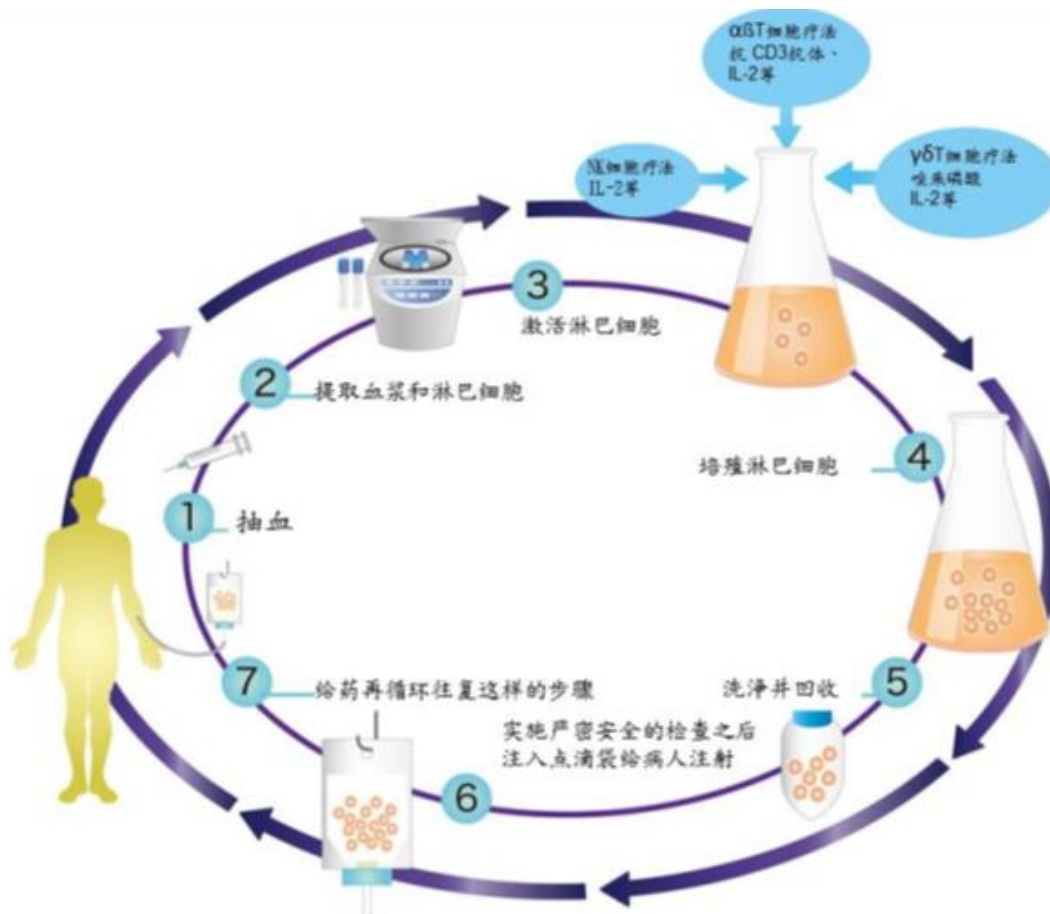 αßT细胞疗法
抗 CD3抗体、
IL-2等
NK细胞疗法
IL-2等
γδT细胞疗法
唑来磷酸
IL-2等
3
激活淋巴细胞
2
提取血浆和淋巴细胞
4
培殖淋巴细胞
1
抽血
7
给药再循环往复这样的步骤
5
洗净并回收
6
实施严密安全的检查之后
注入点滴袋给病人注射